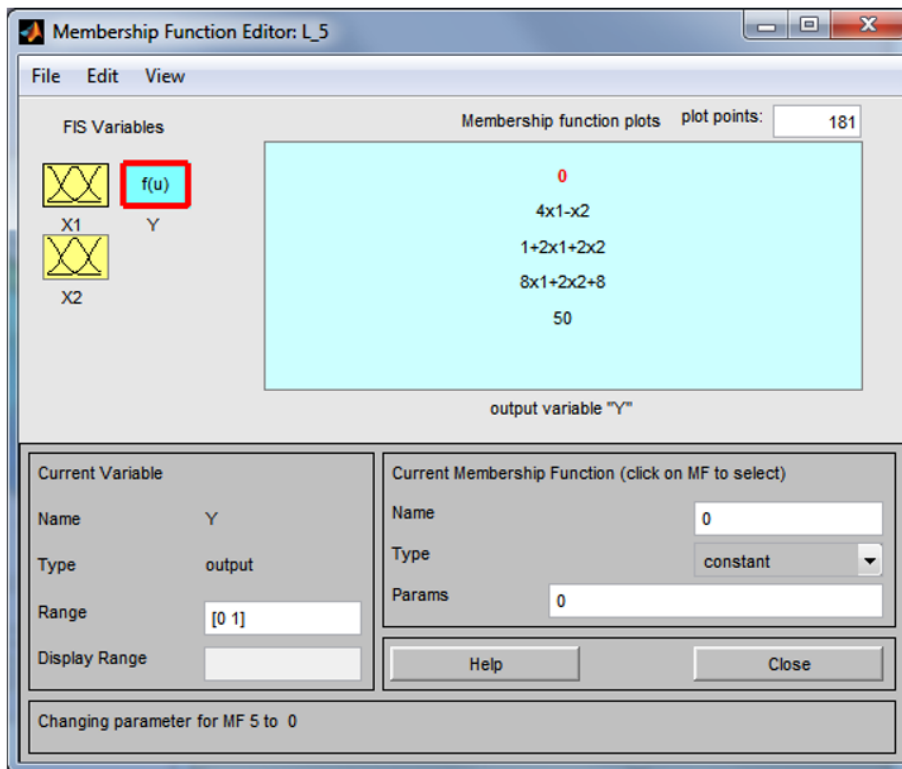 Membership Function Editor: L_5
File Edit View
FIS Variables
Membership function plots plot points: 181
f(u)
X1 Y
X2
0
4x1-x2
1+2x1+2x2
8x1+2x2+8
50
output variable "Y"
Current Variable
Name Y
Type output
Range [0 1]
Display Range
Current Membership Function (click on MF to select)
Name 0
Type constant
Params 0
Help Close
Changing parameter for MF 5 to 0